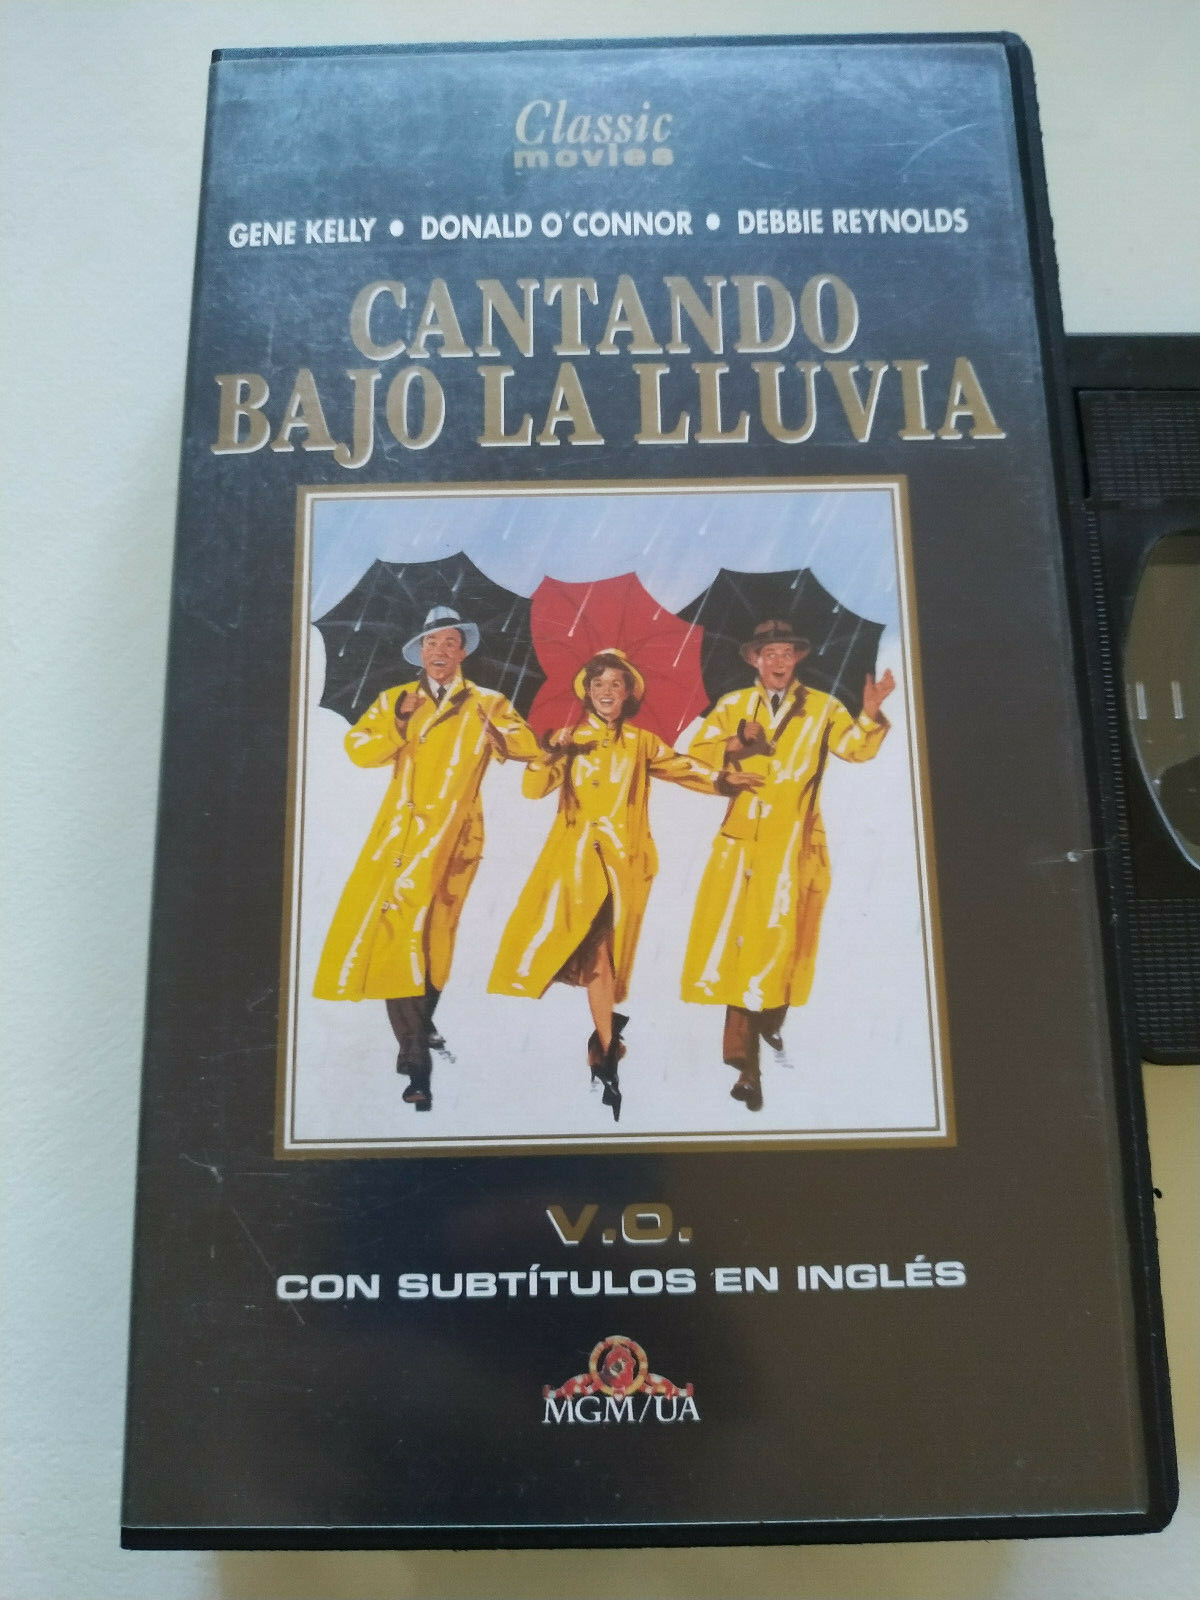 Classic
movies
GENE KELLY • DONALD O'CONNOR • DEBBIE REYNOLDS
CANTANDO
BAJO LA LLUVIA
V.O.
CON SUBTÍTULOS EN INGLÉS
MGM/UA